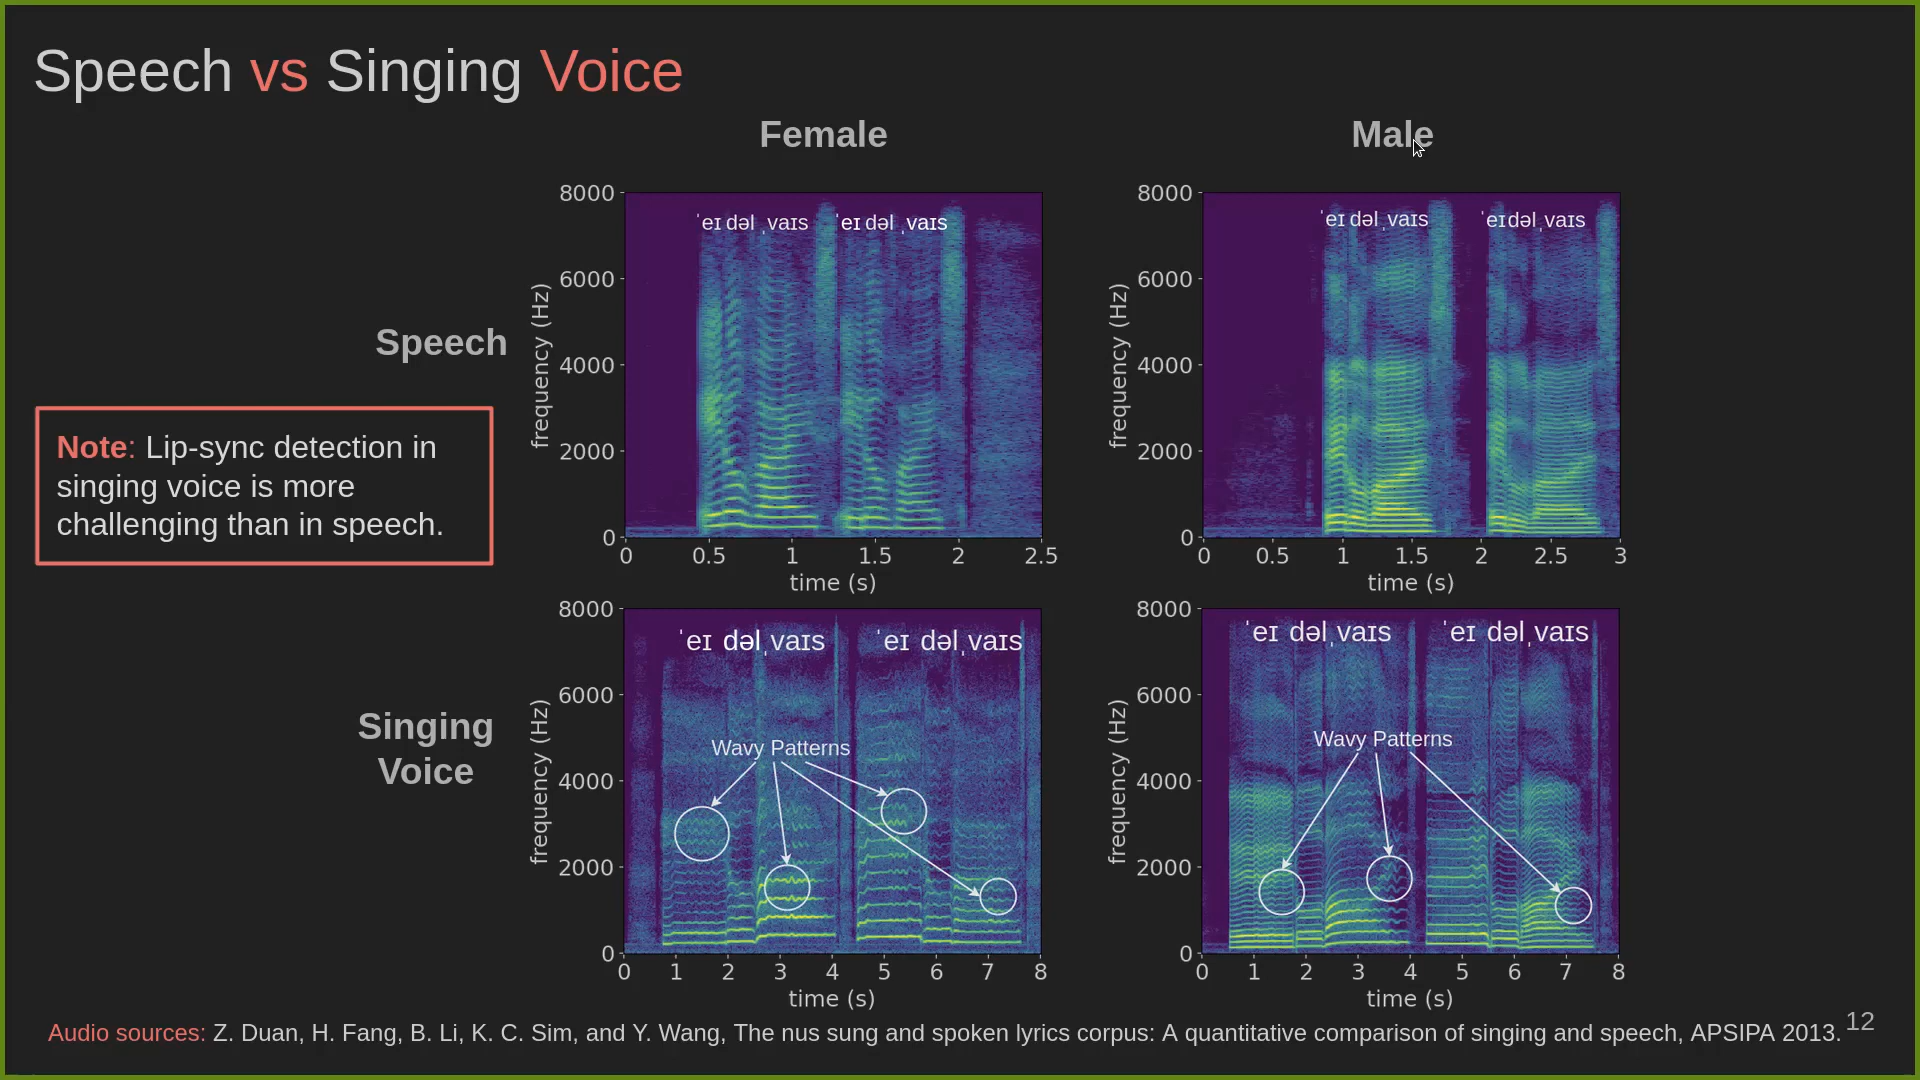 Speech vs Singing Voice
Female
Male
Speech
Note: Lip-sync detection in
singing voice is more
challenging than in speech.
Singing
Voice
8000
6000
4000
2000
0
frequency (Hz)
ˈeɪ dəl ˌvaɪs ˈeɪ dəl ˌvaɪs
0 0.5 1 1.5 2 2.5
time (s)
8000
6000
4000
2000
0
frequency (Hz)
ˈeɪ dəl ˌvaɪs ˈeɪ dəl ˌvaɪs
0 0.5 1 1.5 2 2.5 3
time (s)
8000
6000
4000
2000
0
frequency (Hz)
ˈeɪ dəl ˌvaɪs ˈeɪ dəl ˌvaɪs
Wavy Patterns
0 1 2 3 4 5 6 7 8
time (s)
8000
6000
4000
2000
0
frequency (Hz)
ˈeɪ dəl ˌvaɪs ˈeɪ dəl ˌvaɪs
Wavy Patterns
0 1 2 3 4 5 6 7 8
time (s)
Audio sources: Z. Duan, H. Fang, B. Li, K. C. Sim, and Y. Wang, The nus sung and spoken lyrics corpus: A quantitative comparison of singing and speech, APSIPA 2013.
12